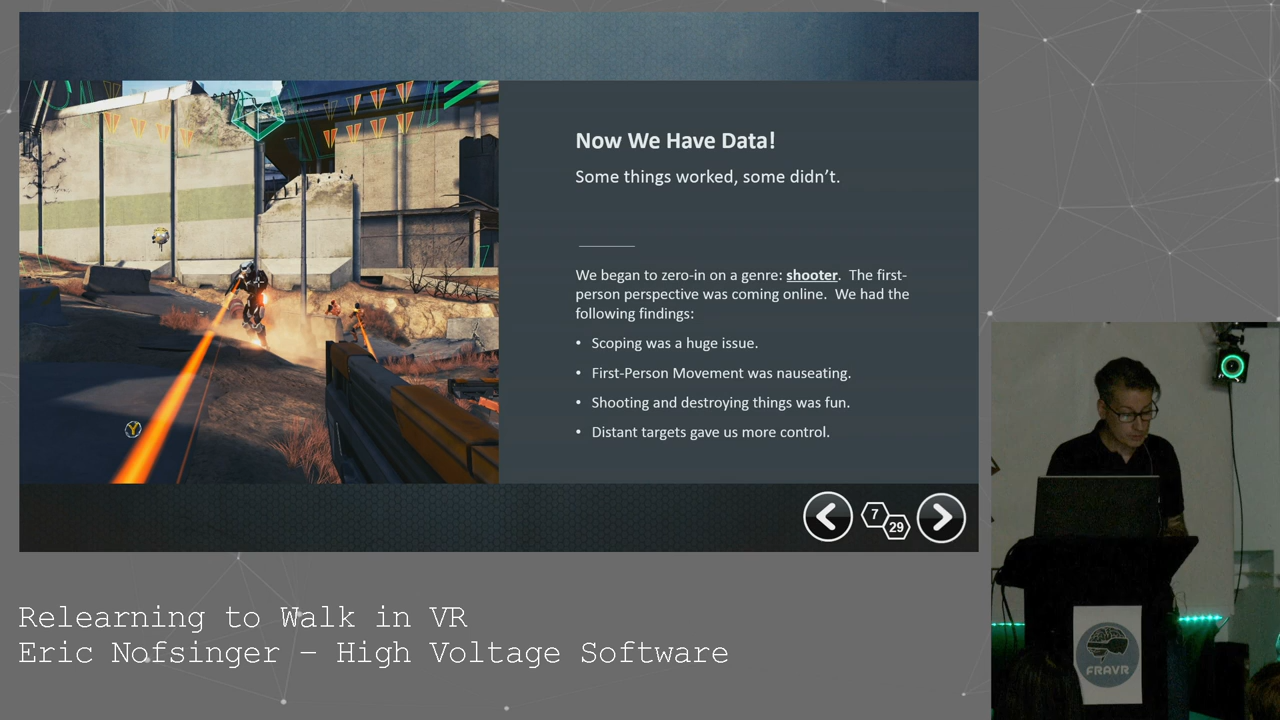 Now We Have Data!
Some things worked, some didn't.
We began to zero-in on a genre: shooter. The first-
person perspective was coming online. We had the
following findings:
• Scoping was a huge issue.
• First-Person Movement was nauseating.
• Shooting and destroying things was fun.
• Distant targets gave us more control.
7
29
FRAVR
Relearning to Walk in VR
Eric Nofsinger – High Voltage Software